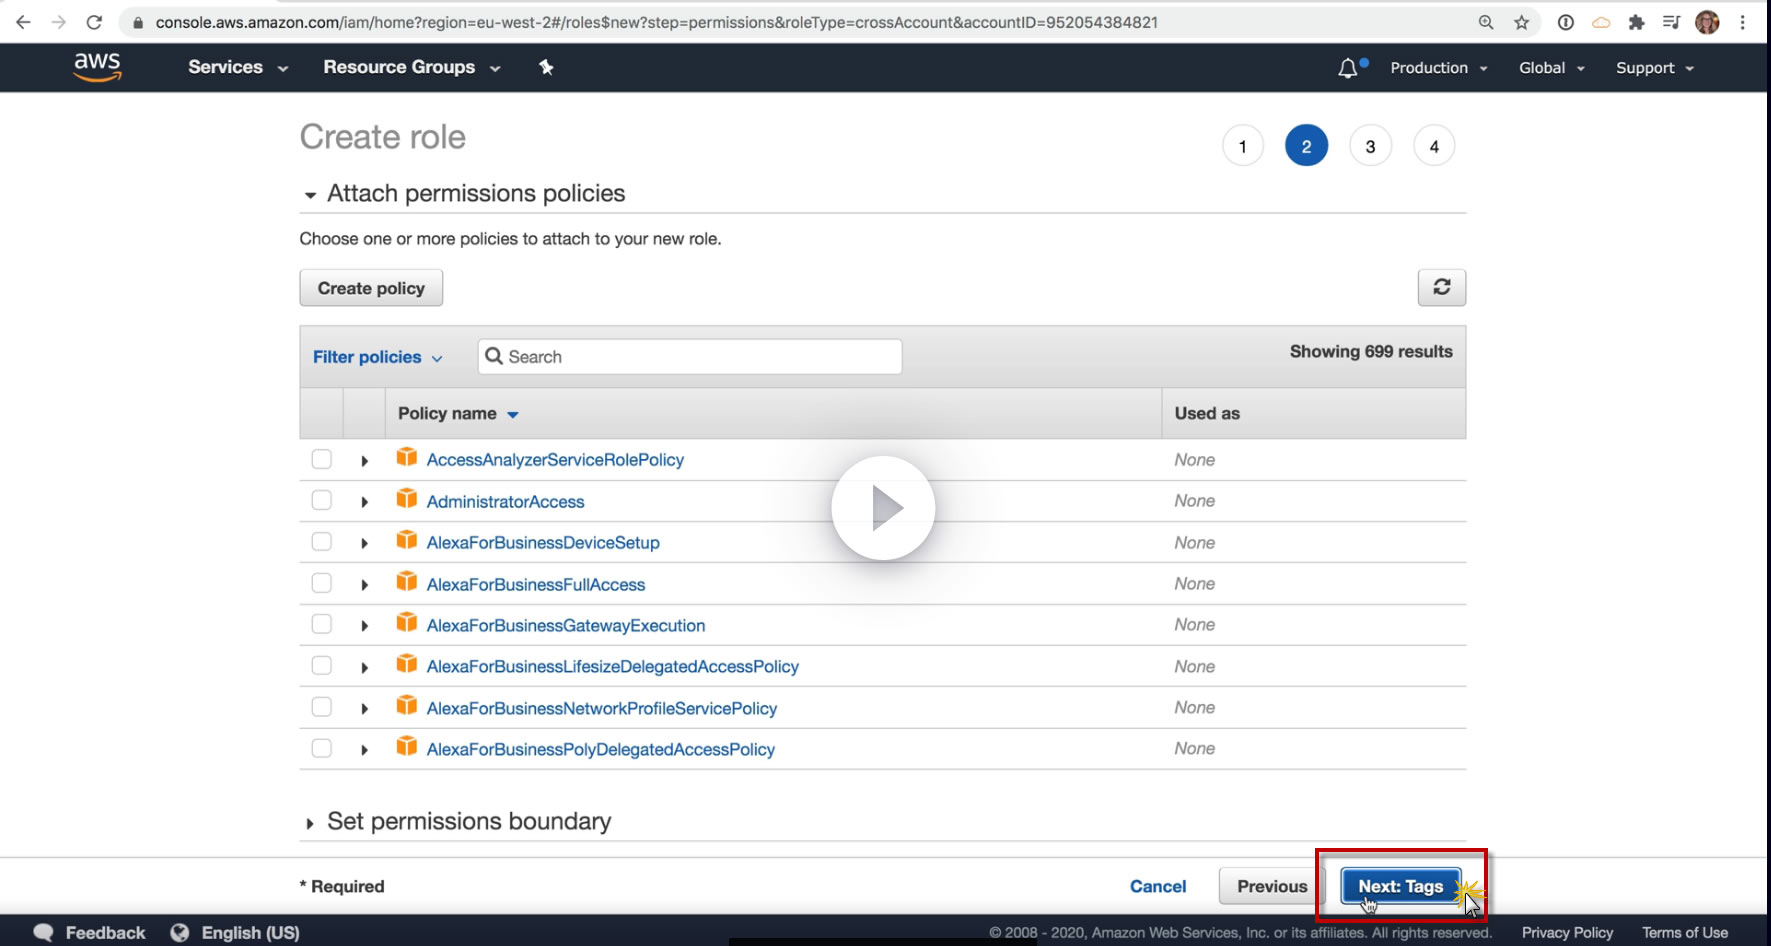 console.aws.amazon.com/iam/home?region=eu-west-2#/roles$new?step=permissions&roleType=crossAccount&accountID=952054384821
aws Services Resource Groups Production Global Support
Create role
1 2 3 4
Attach permissions policies
Choose one or more policies to attach to your new role.
Create policy
Filter policies Search Showing 699 results
Policy name Used as
AccessAnalyzerServiceRolePolicy None
AdministratorAccess None
AlexaForBusinessDeviceSetup None
AlexaForBusinessFullAccess None
AlexaForBusinessGatewayExecution None
AlexaForBusinessLifesizeDelegatedAccessPolicy None
AlexaForBusinessNetworkProfileServicePolicy None
AlexaForBusinessPolyDelegatedAccessPolicy None
Set permissions boundary
* Required Cancel Previous Next: Tags
Feedback English (US) © 2008 - 2020, Amazon Web Services, Inc. or its affiliates. All rights reserved. Privacy Policy Terms of Use